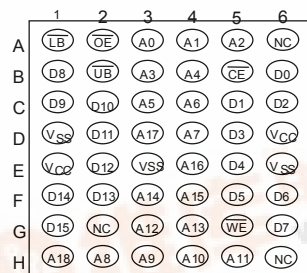 1 2 3 4 5 6
A LB OE A0 A1 A2 NC
B D8 UB A3 A4 CE D0
C D9 D10 A5 A6 D1 D2
D VSS D11 A17 A7 D3 VCC
E VCC D12 VSS A16 D4 VSS
F D14 D13 A14 A15 D5 D6
G D15 NC A12 A13 WE D7
H A18 A8 A9 A10 A11 NC